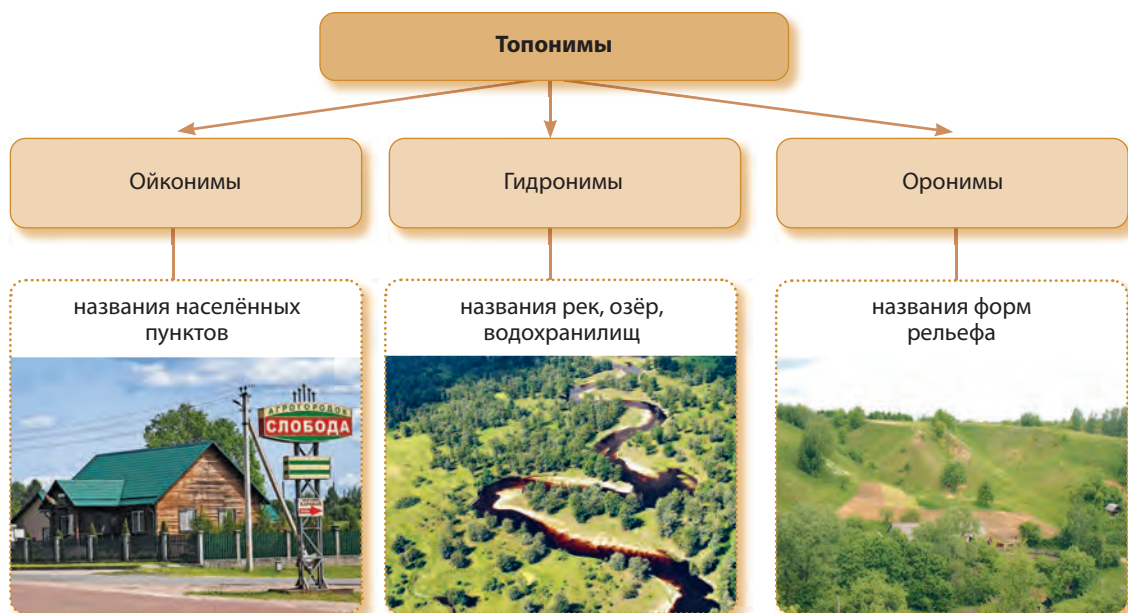 Топонимы
Ойконимы
Гидронимы
Оронимы
названия населённых
пунктов
названия рек, озёр,
водохранилищ
названия форм
рельефа
АГРОГОРОДОК
СЛОБОДА